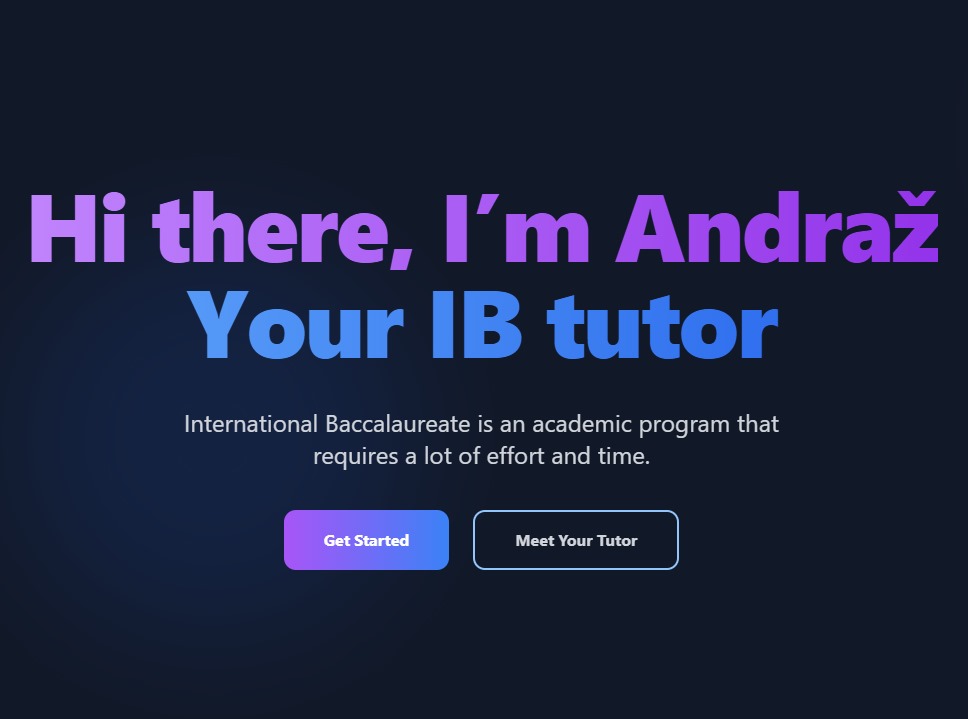 Hi there, I´m Andraž
Your IB tutor
International Baccalaureate is an academic program that
requires a lot of effort and time.
Get Started
Meet Your Tutor